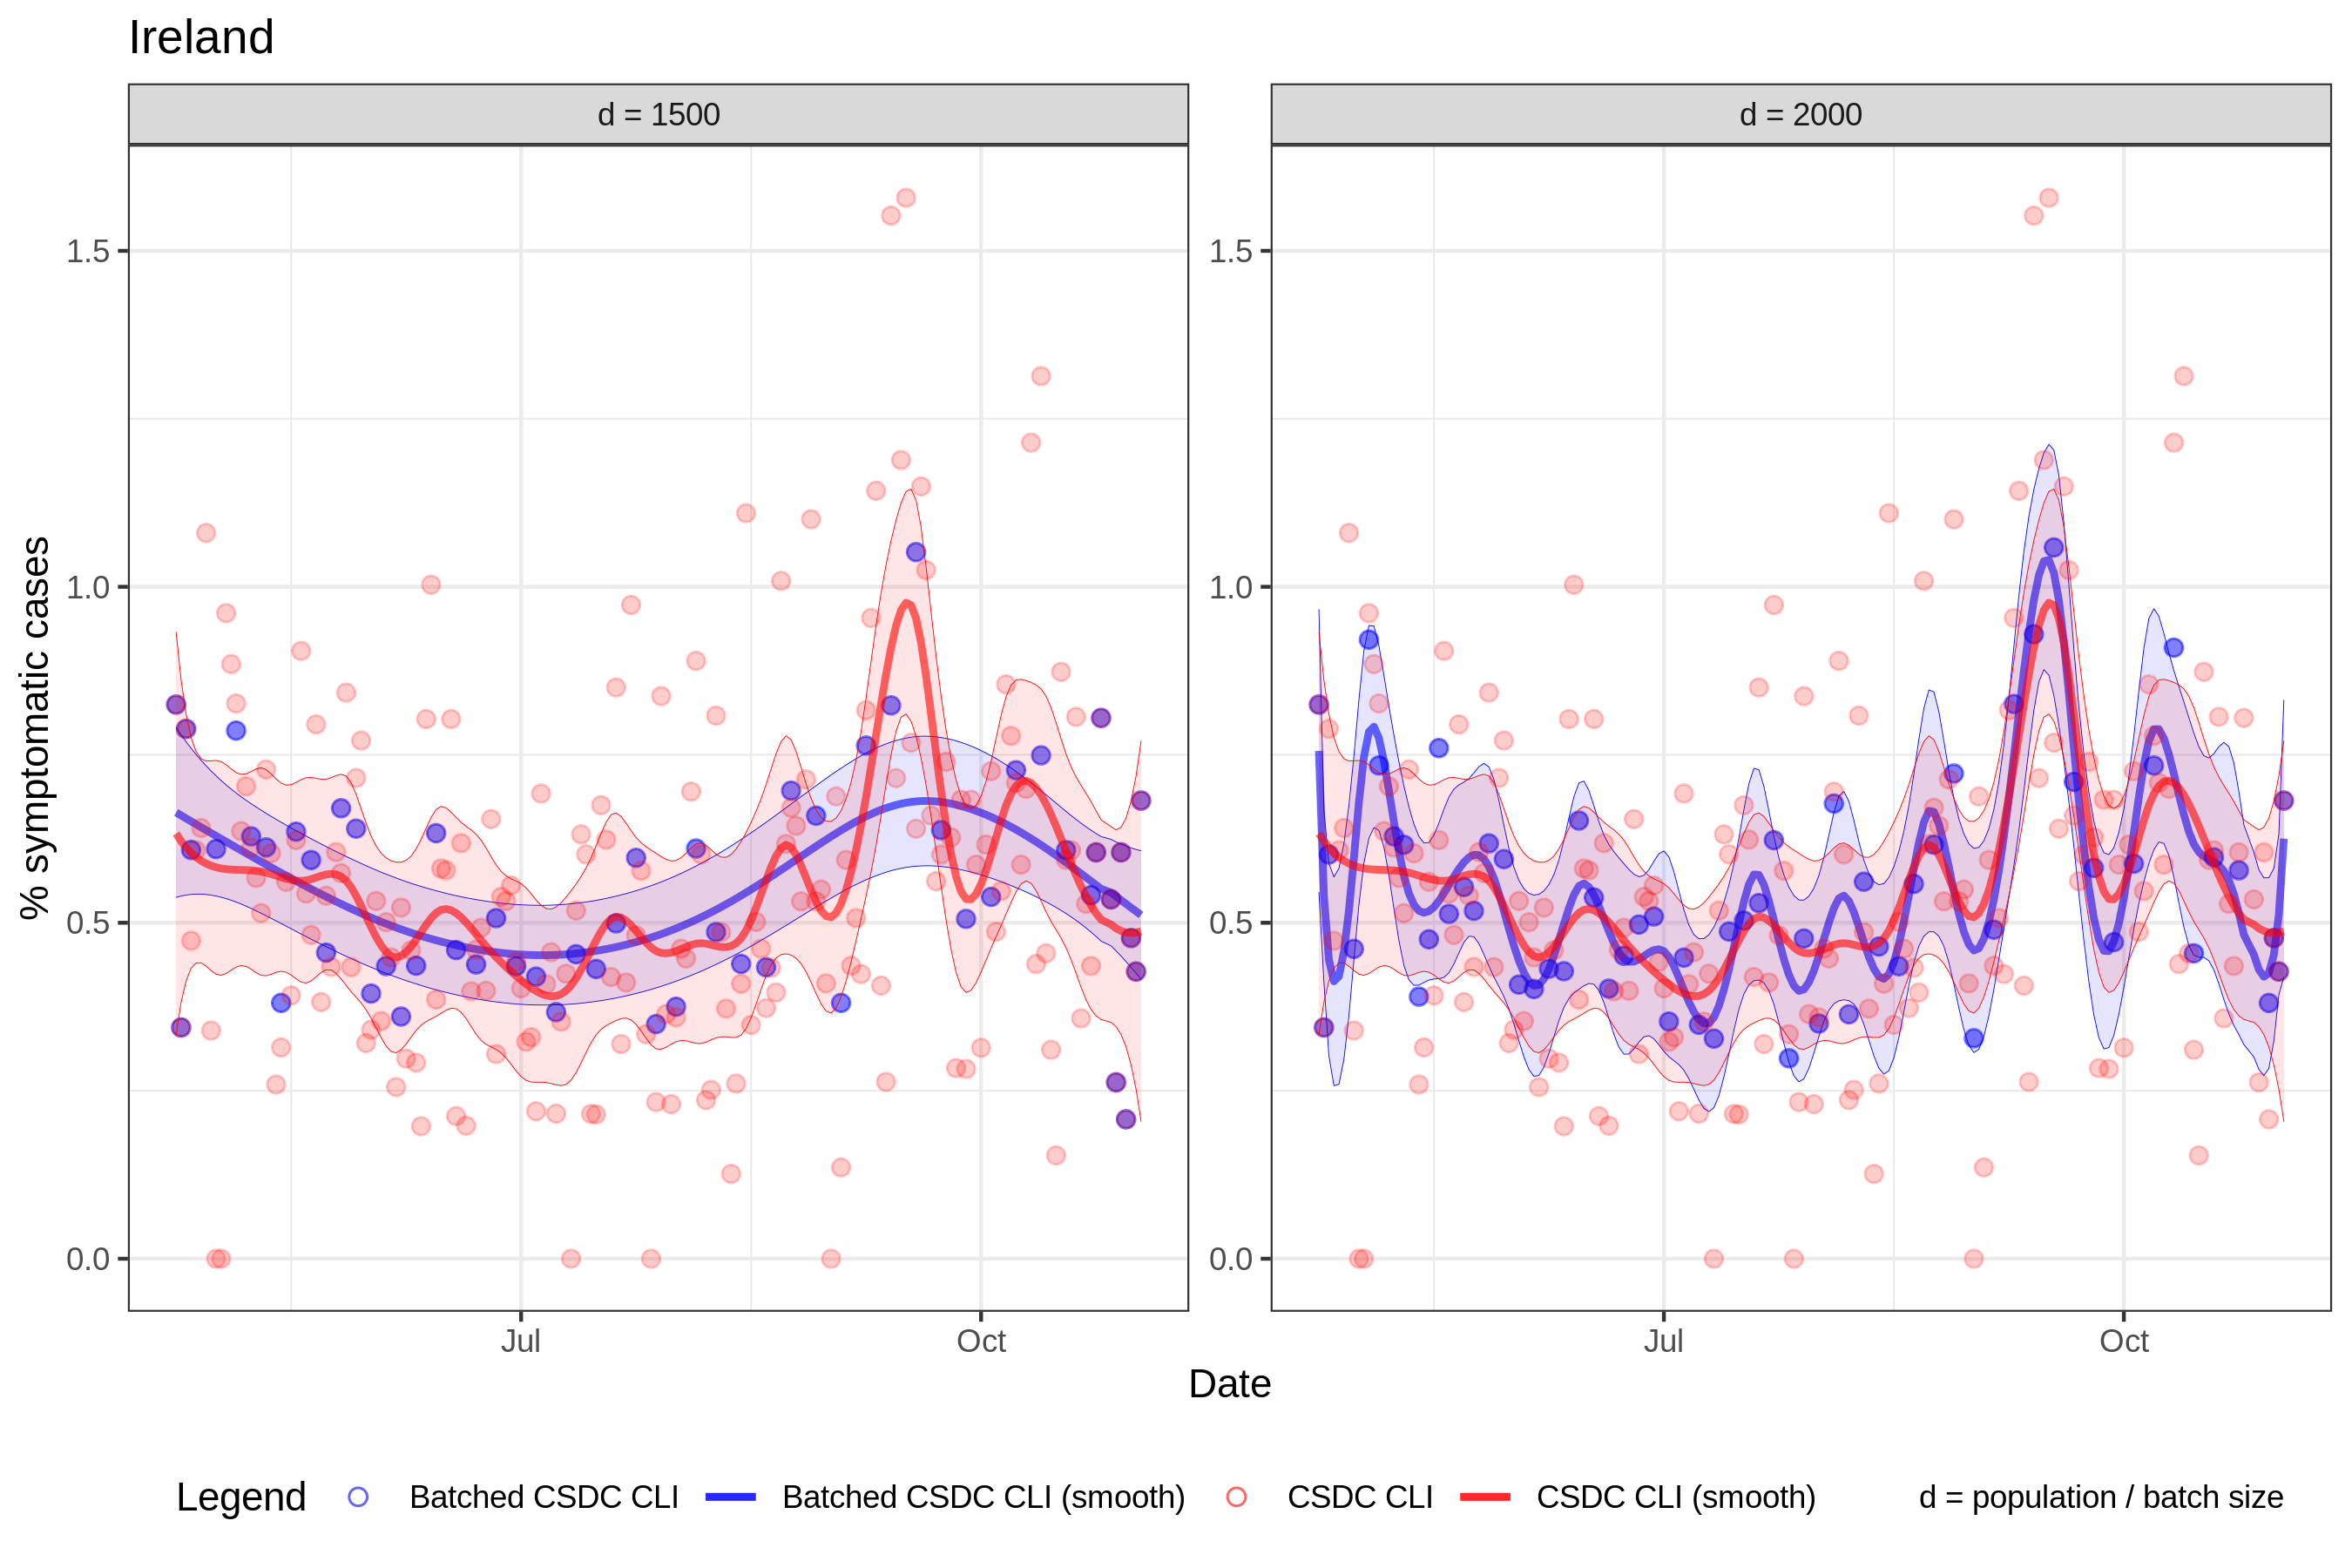 Ireland
d = 1500
d = 2000
% symptomatic cases
1.5
1.0
0.5
0.0
1.5
1.0
0.5
0.0
Jul
Oct
Jul
Oct
Date
Legend
Batched CSDC CLI
Batched CSDC CLI (smooth)
CSDC CLI
CSDC CLI (smooth)
d = population / batch size